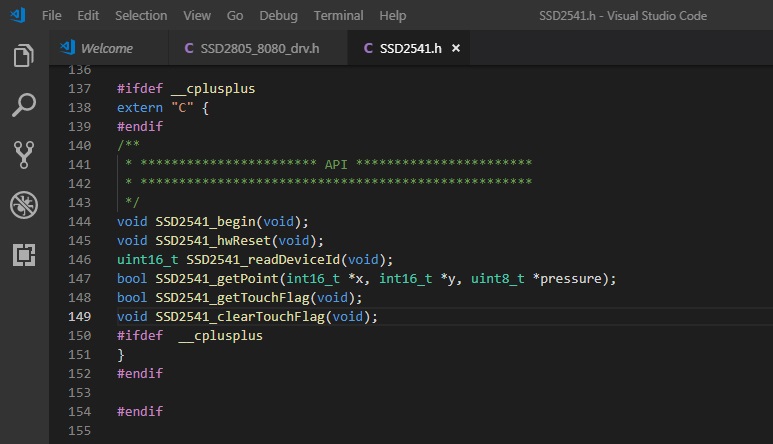 File Edit Selection View Go Debug Terminal Help SSD2541.h - Visual Studio Code
Welcome C SSD2805_8080_drv.h C SSD2541.h ×
136
137 #ifdef __cplusplus
138 extern "C" {
139 #endif
140 /**
141  * *********************** API ***********************
142  * ***************************************************
143  */
144 void SSD2541_begin(void);
145 void SSD2541_hwReset(void);
146 uint16_t SSD2541_readDeviceId(void);
147 bool SSD2541_getPoint(int16_t *x, int16_t *y, uint8_t *pressure);
148 bool SSD2541_getTouchFlag(void);
149 void SSD2541_clearTouchFlag(void);
150 #ifdef  __cplusplus
151 }
152 #endif
153
154 #endif
155